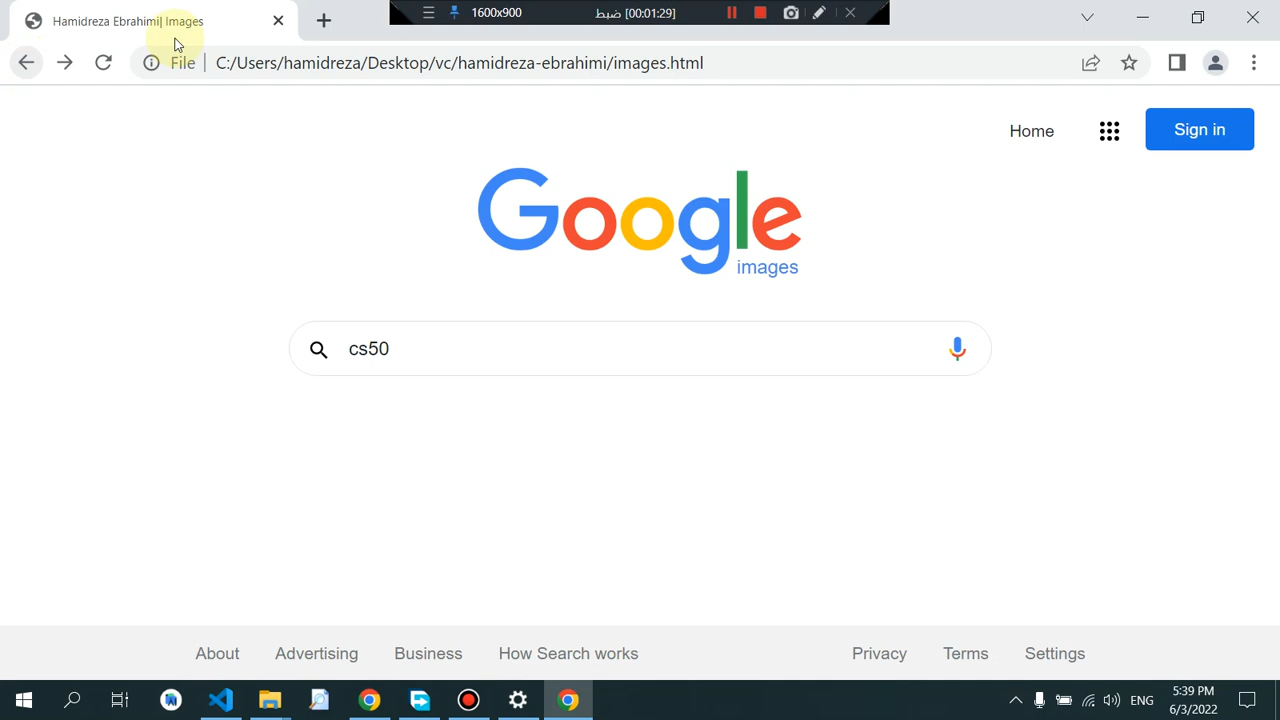 Hamidreza Ebrahimi| Images
1600x900
ضبط [00:01:29]
File
C:/Users/hamidreza/Desktop/vc/hamidreza-ebrahimi/images.html
Home
Sign in
Google
images
cs50
About Advertising Business How Search works Privacy Terms Settings
ENG
5:39 PM
6/3/2022